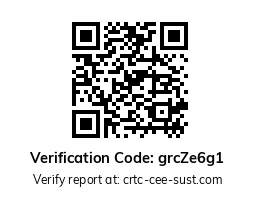 Verification Code: grcZe6g1
Verify report at: crtc-cee-sust.com